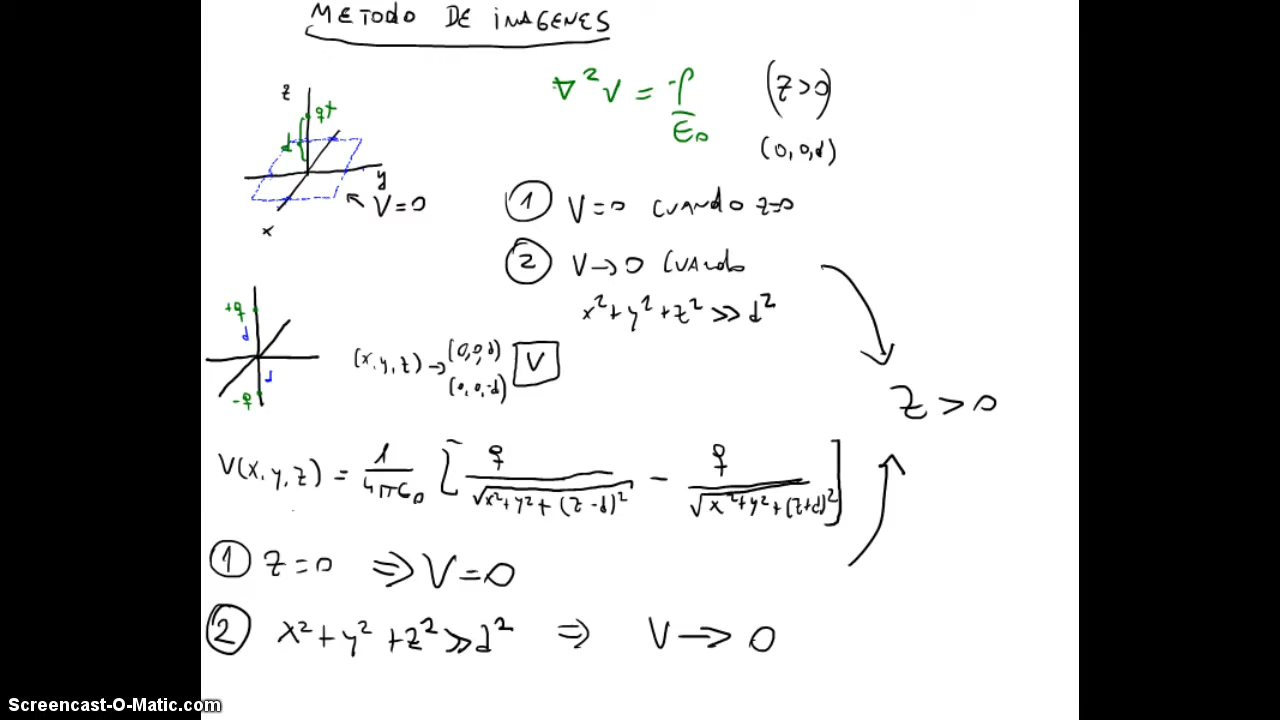 METODO DE IMAGENES
z
q+
d
y
V=0
x
∇²V = -ρ/ε₀ (z>0)
(0,0,d)
① V=0 cuando z=0
② V→0 cuando
x²+y²+z² >> d²
+q
d
d
-q
(x,y,z)→(0,0,d)
(0,0,-d)
V
z>0
V(x,y,z) = 1/4πε₀ [q/√x²+y²+(z-d)² - q/√x²+y²+(z+d)²]
① z=0 ⇒ V=0
② x²+y²+z²>>d² ⇒ V→0
Screencast-O-Matic.com